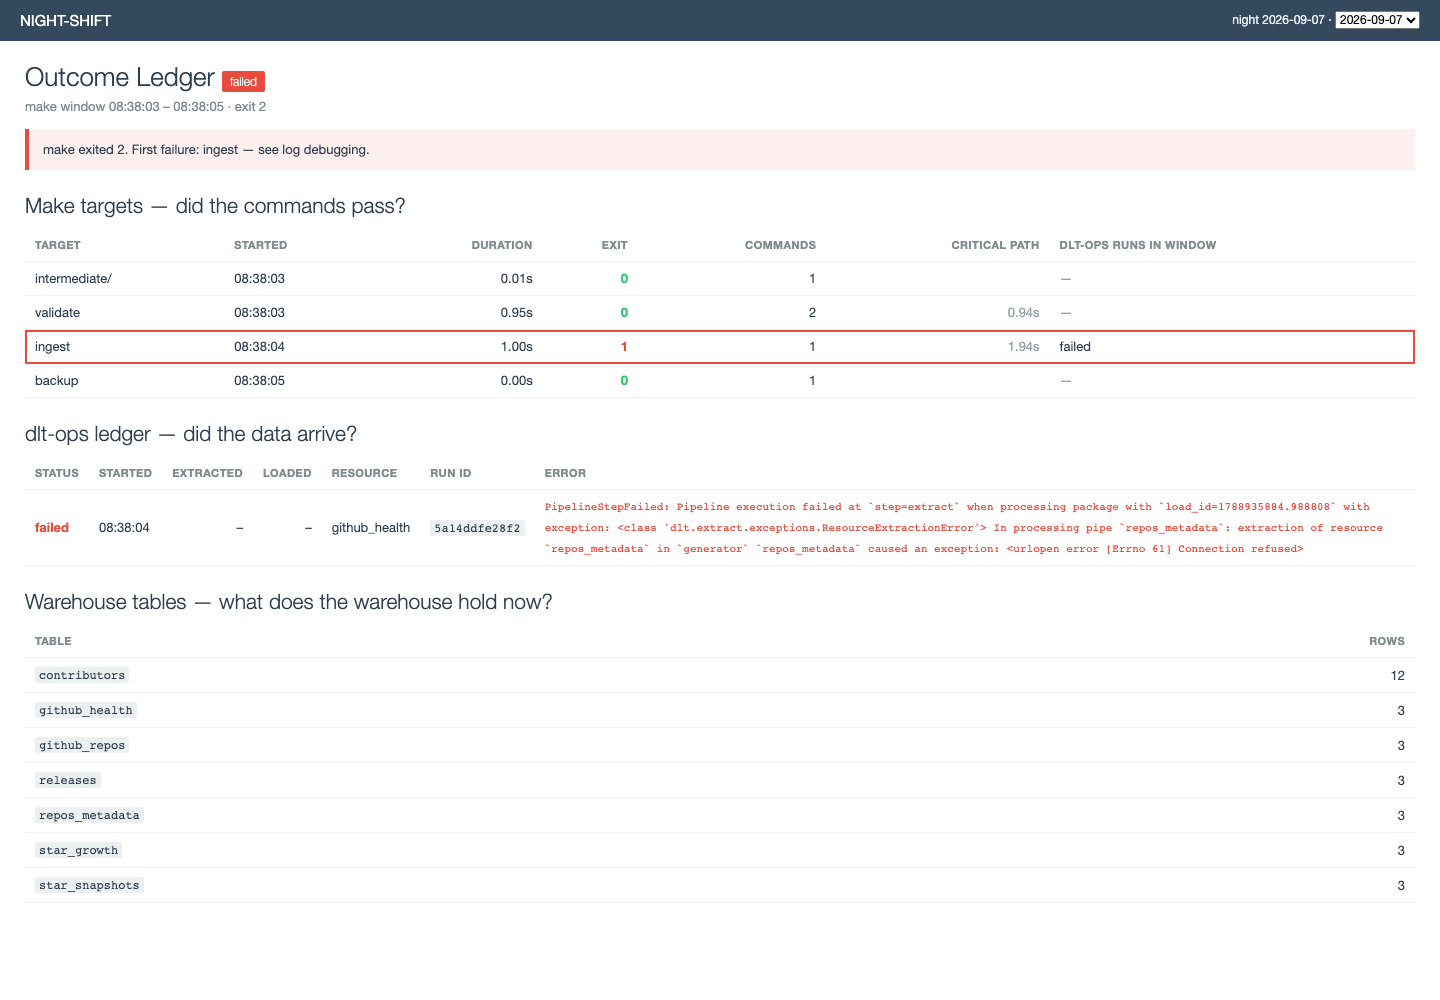 NIGHT-SHIFT
night 2026-09-07 · 2026-09-07
Outcome Ledger failed
make window 08:38:03 – 08:38:05 · exit 2
make exited 2. First failure: ingest — see log debugging.
Make targets — did the commands pass?
TARGET STARTED DURATION EXIT COMMANDS CRITICAL PATH DLT-OPS RUNS IN WINDOW
intermediate/ 08:38:03 0.01s 0 1 —
validate 08:38:03 0.95s 0 2 0.94s —
ingest 08:38:04 1.00s 1 1 1.94s failed
backup 08:38:05 0.00s 0 1 —
dlt-ops ledger — did the data arrive?
STATUS STARTED EXTRACTED LOADED RESOURCE RUN ID ERROR
failed 08:38:04 – – github_health 5a14ddfe28f2
PipelineStepFailed: Pipeline execution failed at `step=extract` when processing package with `load_id=1788935884.988808` with
exception: <class 'dlt.extract.exceptions.ResourceExtractionError'> In processing pipe `repos_metadata`: extraction of resource
`repos_metadata` in `generator` `repos_metadata` caused an exception: <urlopen error [Errno 61] Connection refused>
Warehouse tables — what does the warehouse hold now?
TABLE ROWS
contributors 12
github_health 3
github_repos 3
releases 3
repos_metadata 3
star_growth 3
star_snapshots 3